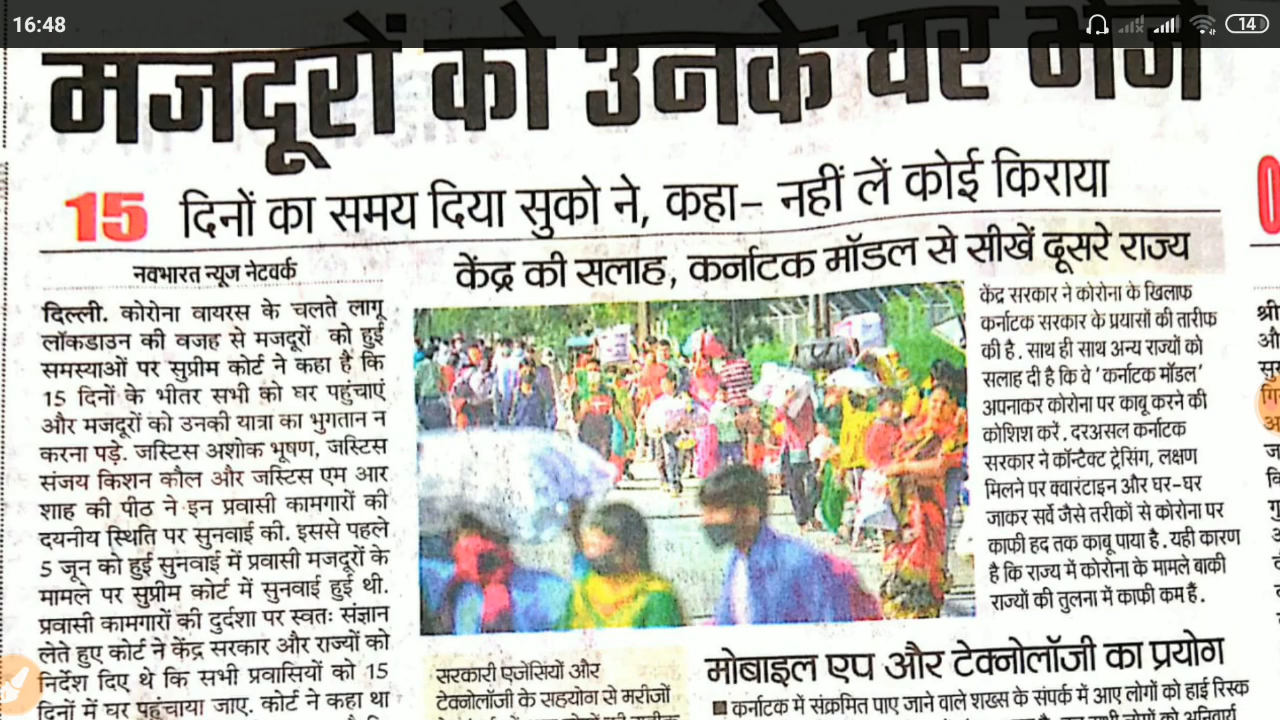 16:48
14
मजदूरों को उनके घर भेजें
15 दिनों का समय दिया सुको ने, कहा– नहीं लें कोई किराया
नवभारत न्यूज नेटवर्क
दिल्ली. कोरोना वायरस के चलते लागू
लॉकडाउन की वजह से मजदूरों को हुई
समस्याओं पर सुप्रीम कोर्ट ने कहा है कि
15 दिनों के भीतर सभी को घर पहुंचाएं
और मजदूरों को उनकी यात्रा का भुगतान न
करना पड़े. जस्टिस अशोक भूषण, जस्टिस
संजय किशन कौल और जस्टिस एम आर
शाह की पीठ ने इन प्रवासी कामगारों की
दयनीय स्थिति पर सुनवाई की. इससे पहले
5 जून को हुई सुनवाई में प्रवासी मजदूरों के
मामले पर सुप्रीम कोर्ट में सुनवाई हुई थी.
प्रवासी कामगारों की दुर्दशा पर स्वतः संज्ञान
लेते हुए कोर्ट ने केंद्र सरकार और राज्यों को
निर्देश दिए थे कि सभी प्रवासियों को 15
दिनों में घर पहुंचाया जाए. कोर्ट ने कहा था
केंद्र की सलाह, कर्नाटक मॉडल से सीखें दूसरे राज्य
केंद्र सरकार ने कोरोना के खिलाफ
कर्नाटक सरकार के प्रयासों की तारीफ
की है. साथ ही साथ अन्य राज्यों को
सलाह दी है कि वे 'कर्नाटक मॉडल'
अपनाकर कोरोना पर काबू करने की
कोशिश करें. दरअसल कर्नाटक
सरकार ने कॉन्टैक्ट ट्रेसिंग, लक्षण
मिलने पर क्वारंटाइन और घर-घर
जाकर सर्वे जैसे तरीकों से कोरोना पर
काफी हद तक काबू पाया है. यही कारण
है कि राज्य में कोरोना के मामले बाकी
राज्यों की तुलना में काफी कम हैं.
सरकारी एजेंसियों और
टेक्नोलॉजी के सहयोग से मरीजों
मोबाइल एप और टेक्नोलॉजी का प्रयोग
■ कर्नाटक में संक्रमित पाए जाने वाले शख्स के संपर्क में आए लोगों को हाई रिस्क
श्री